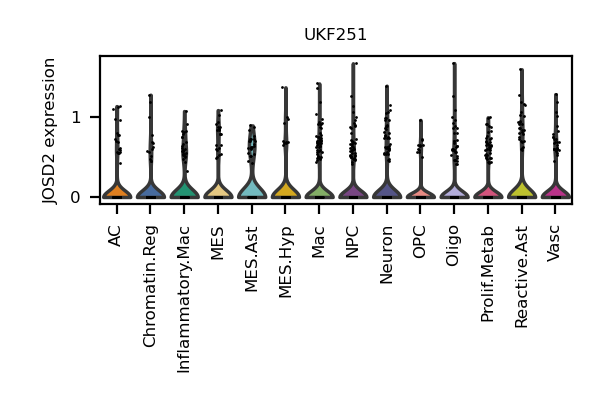 UKF251
JOSD2 expression
1
0
AC
Chromatin.Reg
Inflammatory.Mac
MES
MES.Ast
MES.Hyp
Mac
NPC
Neuron
OPC
Oligo
Prolif.Metab
Reactive.Ast
Vasc